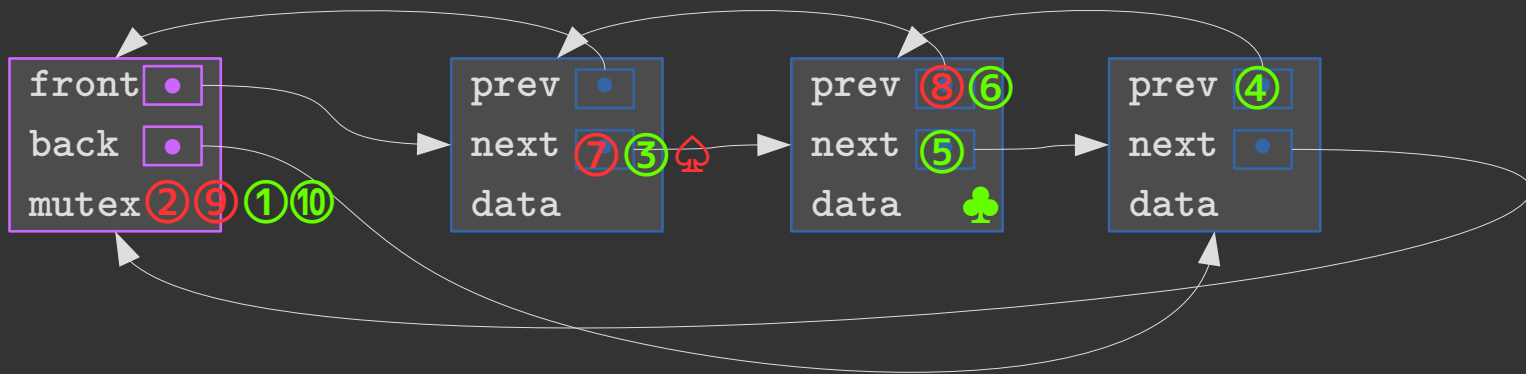 front prev prev ⑧⑥ prev ④
back next ⑦③♤ next ⑤ next
mutex②⑨①⑩ data data ♣ data